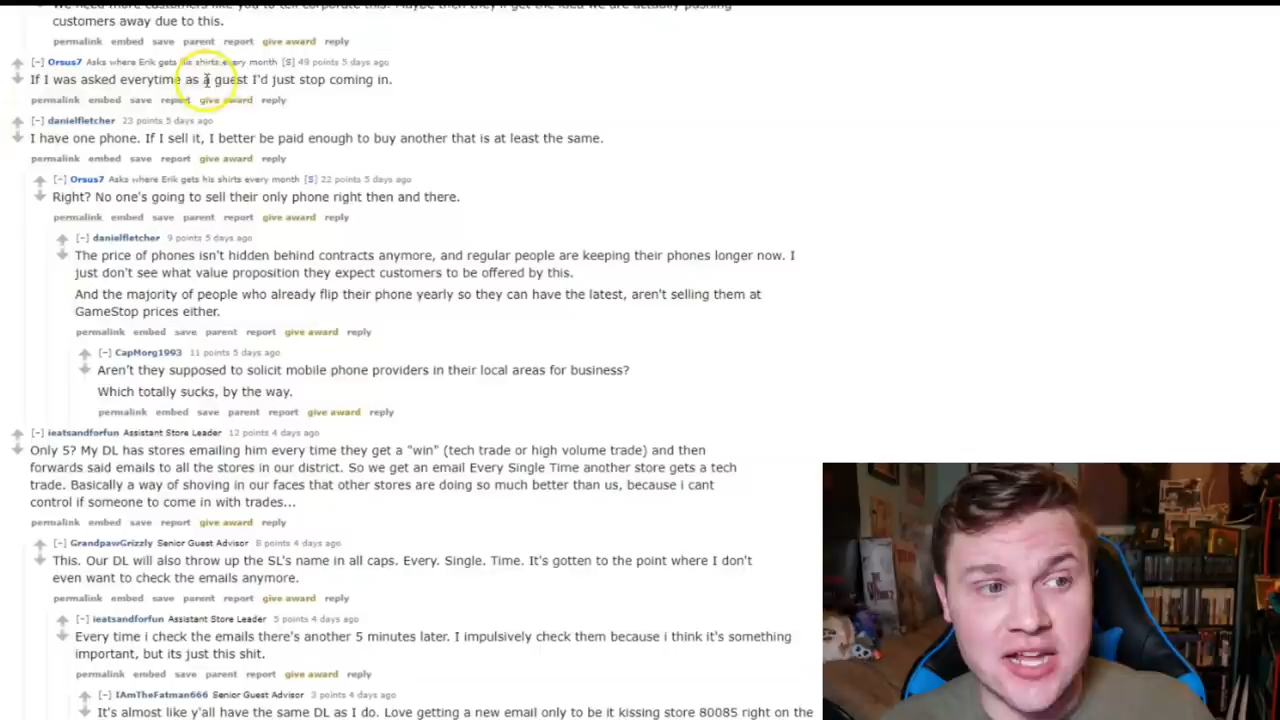 We need more customers like you to tell corporate this. Maybe then they'll get the idea we are actually pushing
customers away due to this.
permalink embed save parent report give award reply
[–] Orsus7 Asks where Erik gets his shirts every month [S] 49 points 5 days ago
If I was asked everytime as a guest I'd just stop coming in.
permalink embed save report give award reply
[–] danielfletcher 23 points 5 days ago
I have one phone. If I sell it, I better be paid enough to buy another that is at least the same.
permalink embed save report give award reply
[–] Orsus7 Asks where Erik gets his shirts every month [S] 22 points 5 days ago
Right? No one's going to sell their only phone right then and there.
permalink embed save parent report give award reply
[–] danielfletcher 9 points 5 days ago
The price of phones isn't hidden behind contracts anymore, and regular people are keeping their phones longer now. I
just don't see what value proposition they expect customers to be offered by this.
And the majority of people who already flip their phone yearly so they can have the latest, aren't selling them at
GameStop prices either.
permalink embed save parent report give award reply
[–] CapMorg1993 11 points 5 days ago
Aren't they supposed to solicit mobile phone providers in their local areas for business?
Which totally sucks, by the way.
permalink embed save parent report give award reply
[–] ieatsandforfun Assistant Store Leader 12 points 4 days ago
Only 5? My DL has stores emailing him every time they get a "win" (tech trade or high volume trade) and then
forwards said emails to all the stores in our district. So we get an email Every Single Time another store gets a tech
trade. Basically a way of shoving in our faces that other stores are doing so much better than us, because i cant
control if someone to come in with trades...
permalink embed save report give award reply
[–] GrandpawGrizzly Senior Guest Advisor 8 points 4 days ago
This. Our DL will also throw up the SL's name in all caps. Every. Single. Time. It's gotten to the point where I don't
even want to check the emails anymore.
permalink embed save parent report give award reply
[–] ieatsandforfun Assistant Store Leader 5 points 4 days ago
Every time i check the emails there's another 5 minutes later. I impulsively check them because i think it's something
important, but its just this shit.
permalink embed save parent report give award reply
[–] IAmTheFatman666 Senior Guest Advisor 3 points 4 days ago
It's almost like y'all have the same DL as I do. Love getting a new email only to be it kissing store 80085 right on the